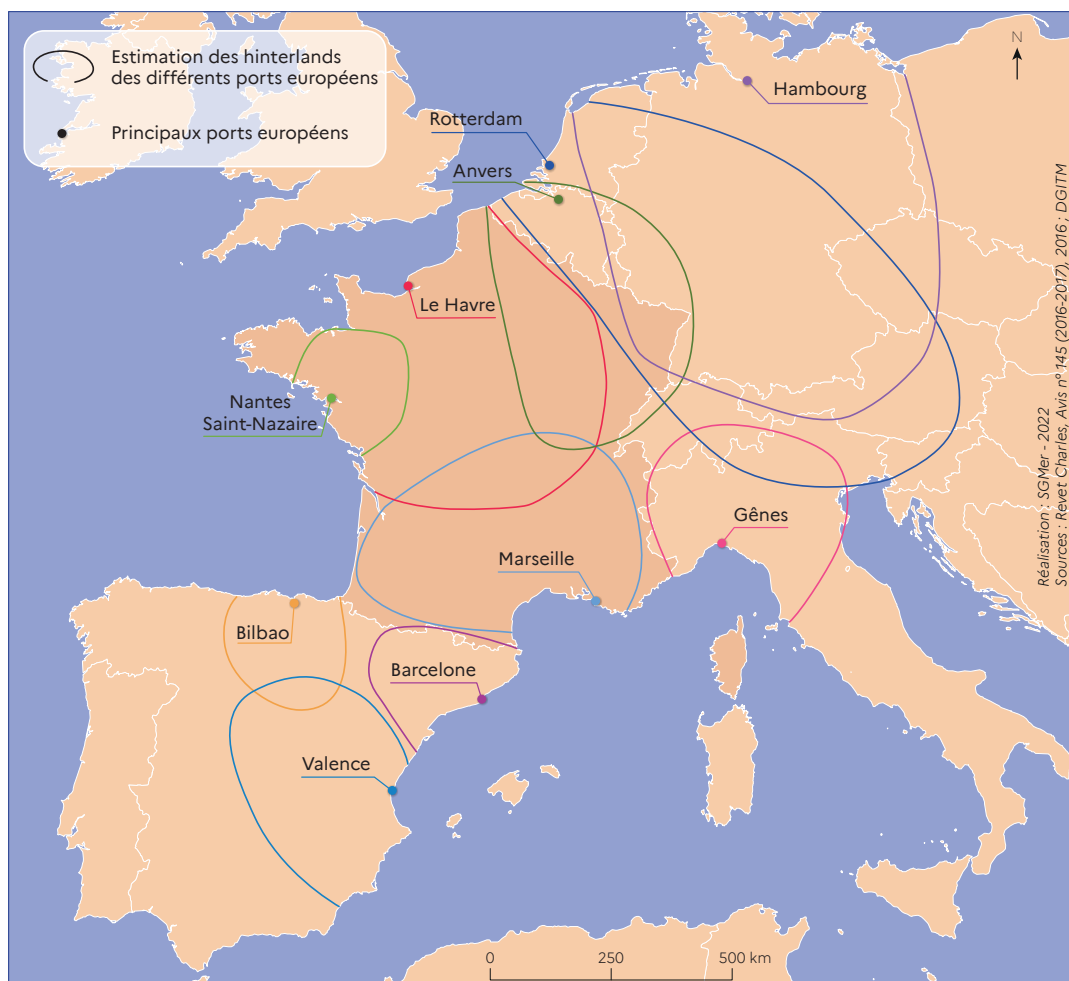 Estimation des hinterlands
des différents ports européens
Principaux ports européens
N
Hambourg
Rotterdam
Anvers
Le Havre
Nantes
Saint-Nazaire
Gênes
Marseille
Bilbao
Barcelone
Valence
0 250 500 km
Réalisation : SGMer - 2022
Sources : Revet Charles, Avis n° 145 (2016-2017), 2016 ; DGITM